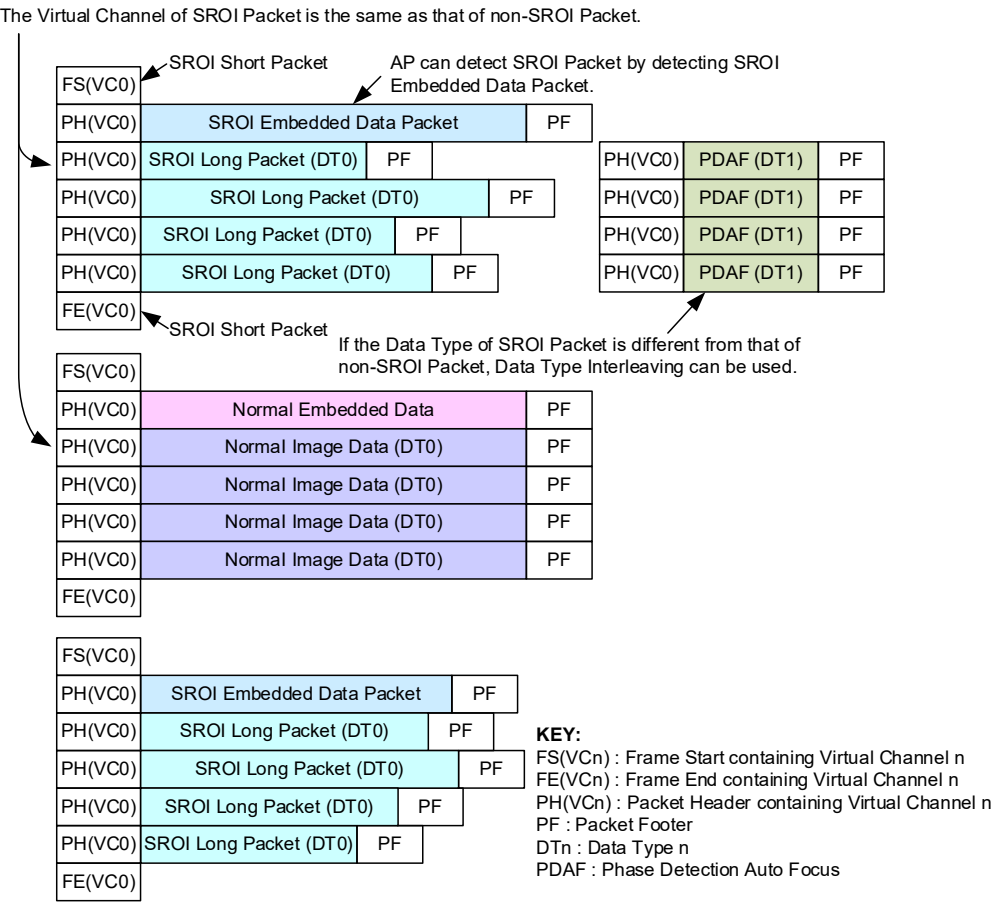 The Virtual Channel of SROI Packet is the same as that of non-SROI Packet.
SROI Short Packet
AP can detect SROI Packet by detecting SROI
Embedded Data Packet.
FS(VC0)
PH(VC0) SROI Embedded Data Packet PF
PH(VC0) SROI Long Packet (DT0) PF PH(VC0) PDAF (DT1) PF
PH(VC0) SROI Long Packet (DT0) PF PH(VC0) PDAF (DT1) PF
PH(VC0) SROI Long Packet (DT0) PF PH(VC0) PDAF (DT1) PF
PH(VC0) SROI Long Packet (DT0) PF PH(VC0) PDAF (DT1) PF
FE(VC0)
SROI Short Packet
If the Data Type of SROI Packet is different from that of
non-SROI Packet, Data Type Interleaving can be used.
FS(VC0)
PH(VC0) Normal Embedded Data PF
PH(VC0) Normal Image Data (DT0) PF
PH(VC0) Normal Image Data (DT0) PF
PH(VC0) Normal Image Data (DT0) PF
PH(VC0) Normal Image Data (DT0) PF
FE(VC0)
FS(VC0)
PH(VC0) SROI Embedded Data Packet PF
PH(VC0) SROI Long Packet (DT0) PF
PH(VC0) SROI Long Packet (DT0) PF
PH(VC0) SROI Long Packet (DT0) PF
PH(VC0) SROI Long Packet (DT0) PF
FE(VC0)
KEY:
FS(VCn) : Frame Start containing Virtual Channel n
FE(VCn) : Frame End containing Virtual Channel n
PH(VCn) : Packet Header containing Virtual Channel n
PF : Packet Footer
DTn : Data Type n
PDAF : Phase Detection Auto Focus